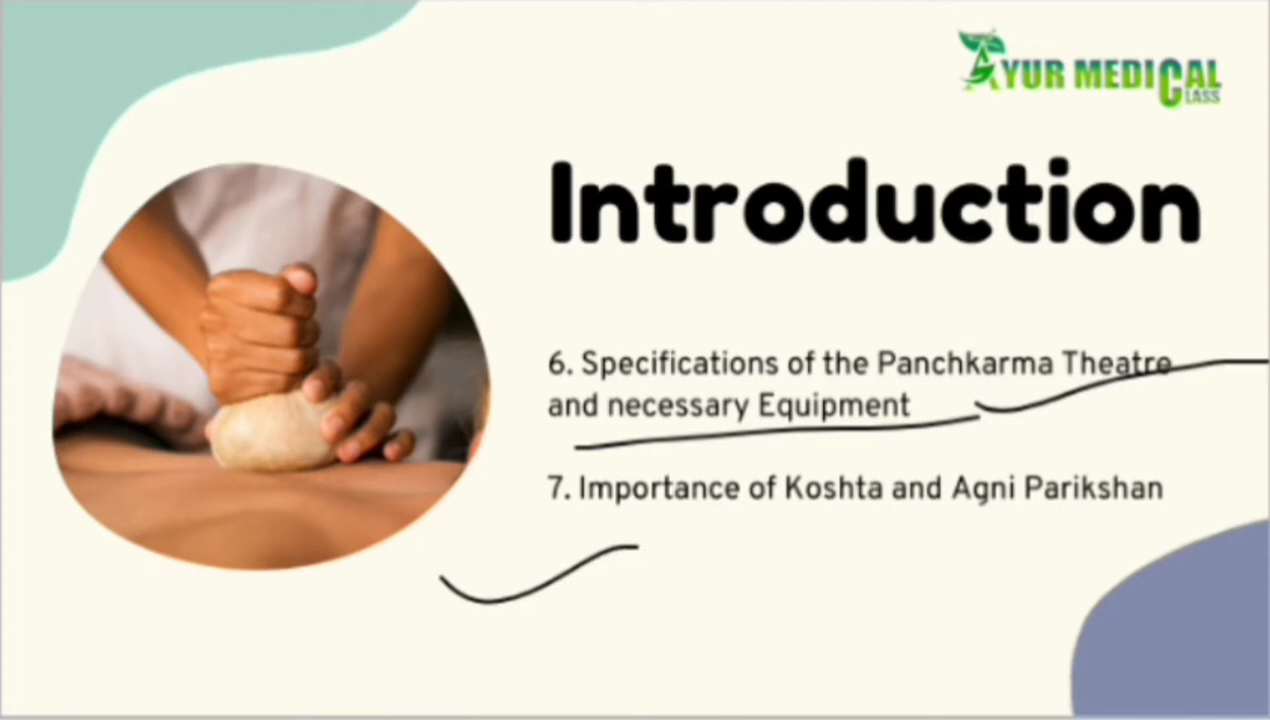 AYUR MEDICAL
CLASS
Introduction
6. Specifications of the Panchkarma Theatre
and necessary Equipment
7. Importance of Koshta and Agni Parikshan